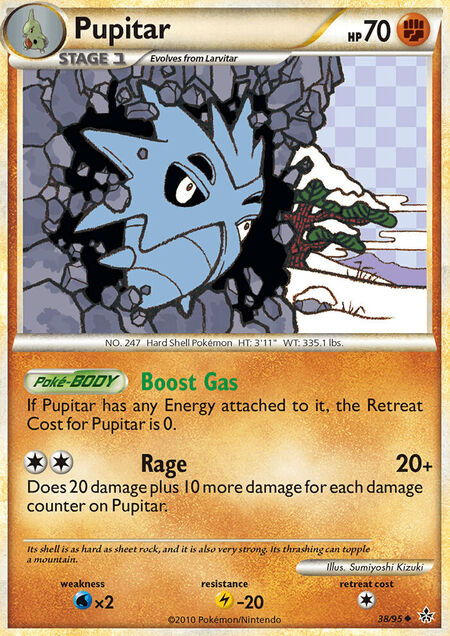 Pupitar
HP 70
STAGE 1
Evolves from Larvitar
NO. 247 Hard Shell Pokémon HT: 3'11" WT: 335.1 lbs.
Poké-BODY Boost Gas
If Pupitar has any Energy attached to it, the Retreat
Cost for Pupitar is 0.
Rage 20+
Does 20 damage plus 10 more damage for each damage
counter on Pupitar.
Its shell is as hard as sheet rock, and it is also very strong. Its thrashing can topple
a mountain.
Illus. Sumiyoshi Kizuki
weakness resistance retreat cost
×2 -20
©2010 Pokémon/Nintendo 38/95